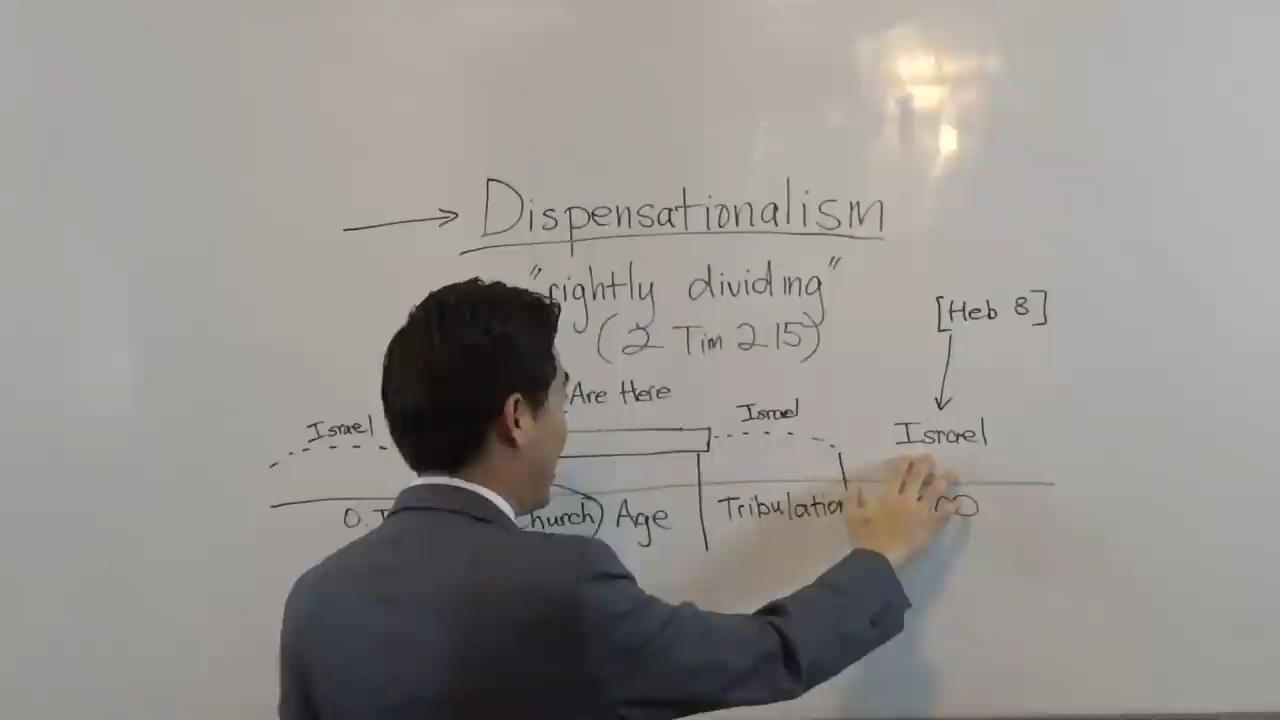 Dispensationalism
"rightly dividing"
(2 Tim 2 15)
[Heb 8]
Are Here
Israel
Israel
Israel
Age
Tribulation